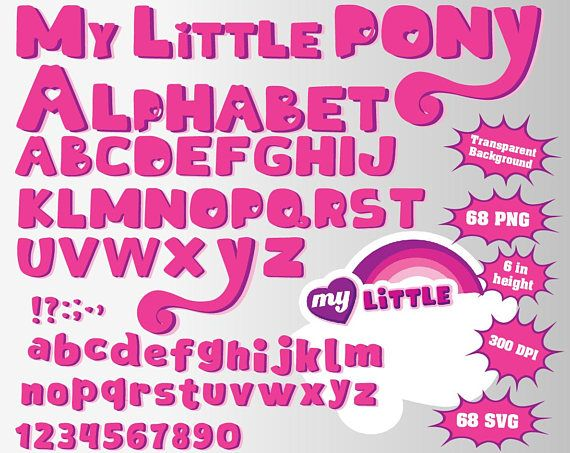 My Little Pony
Alphabet
ABCDEFGHIJ
KLMNOPQRST
UVWXYZ
!?:;-·
abcdefghijklm
nopqrstuvwxyz
1234567890
my LiTTLE
Transparent
Background
68 PNG
6 in
height
300 DPI
68 SVG